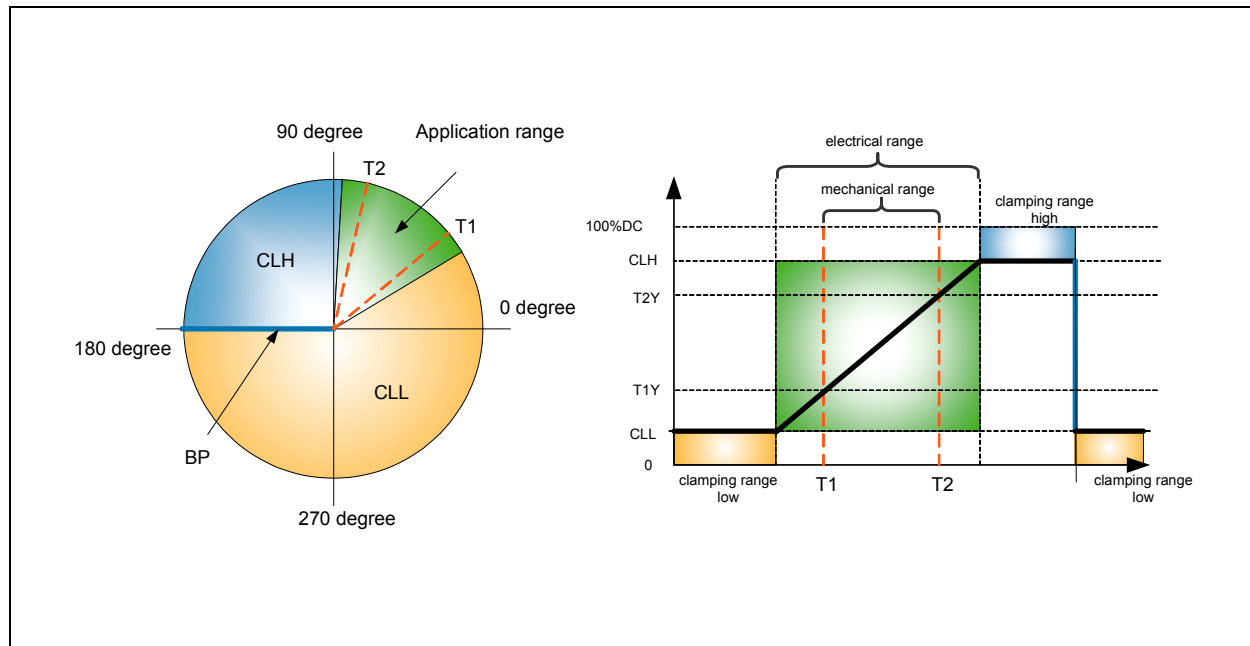 90 degree
Application range
T2
T1
CLH
0 degree
180 degree
CLL
BP
270 degree
electrical range
mechanical range
clamping range
high
100%DC
CLH
T2Y
T1Y
CLL
0
clamping range
low
T1
T2
clamping range
low